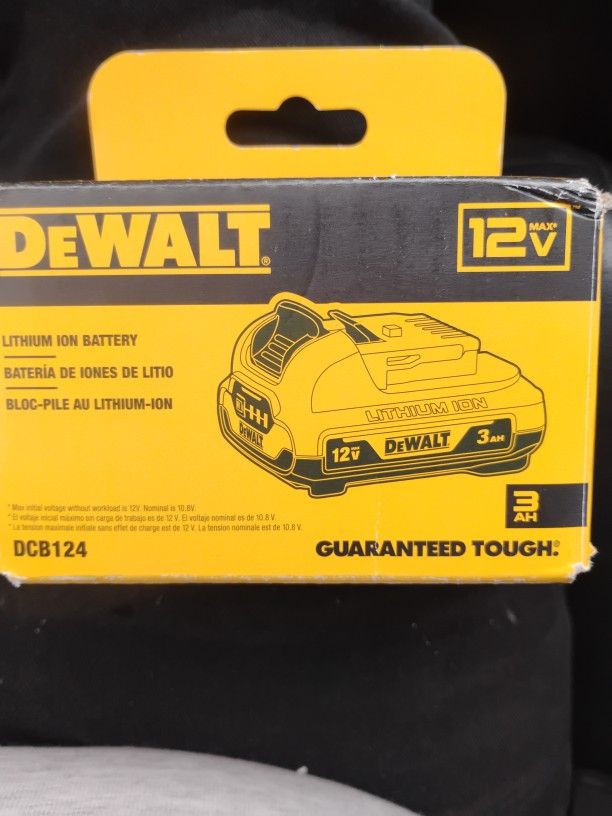 DEWALT®
12V MAX*
LITHIUM ION BATTERY
BATERÍA DE IONES DE LITIO
BLOC-PILE AU LITHIUM-ION
LITHIUM ION
DEWALT
12V MAX
DEWALT
3 AH
* Max initial voltage without workload is 12V. Nominal is 10.8V.
* El voltaje inicial máximo sin carga de trabajo es de 12 V. El voltaje nominal es de 10.8 V.
* La tension maximale initiale sans effet de charge est de 12 V. La tension nominale est de 10.8 V.
3
AH
DCB124
GUARANTEED TOUGH.®